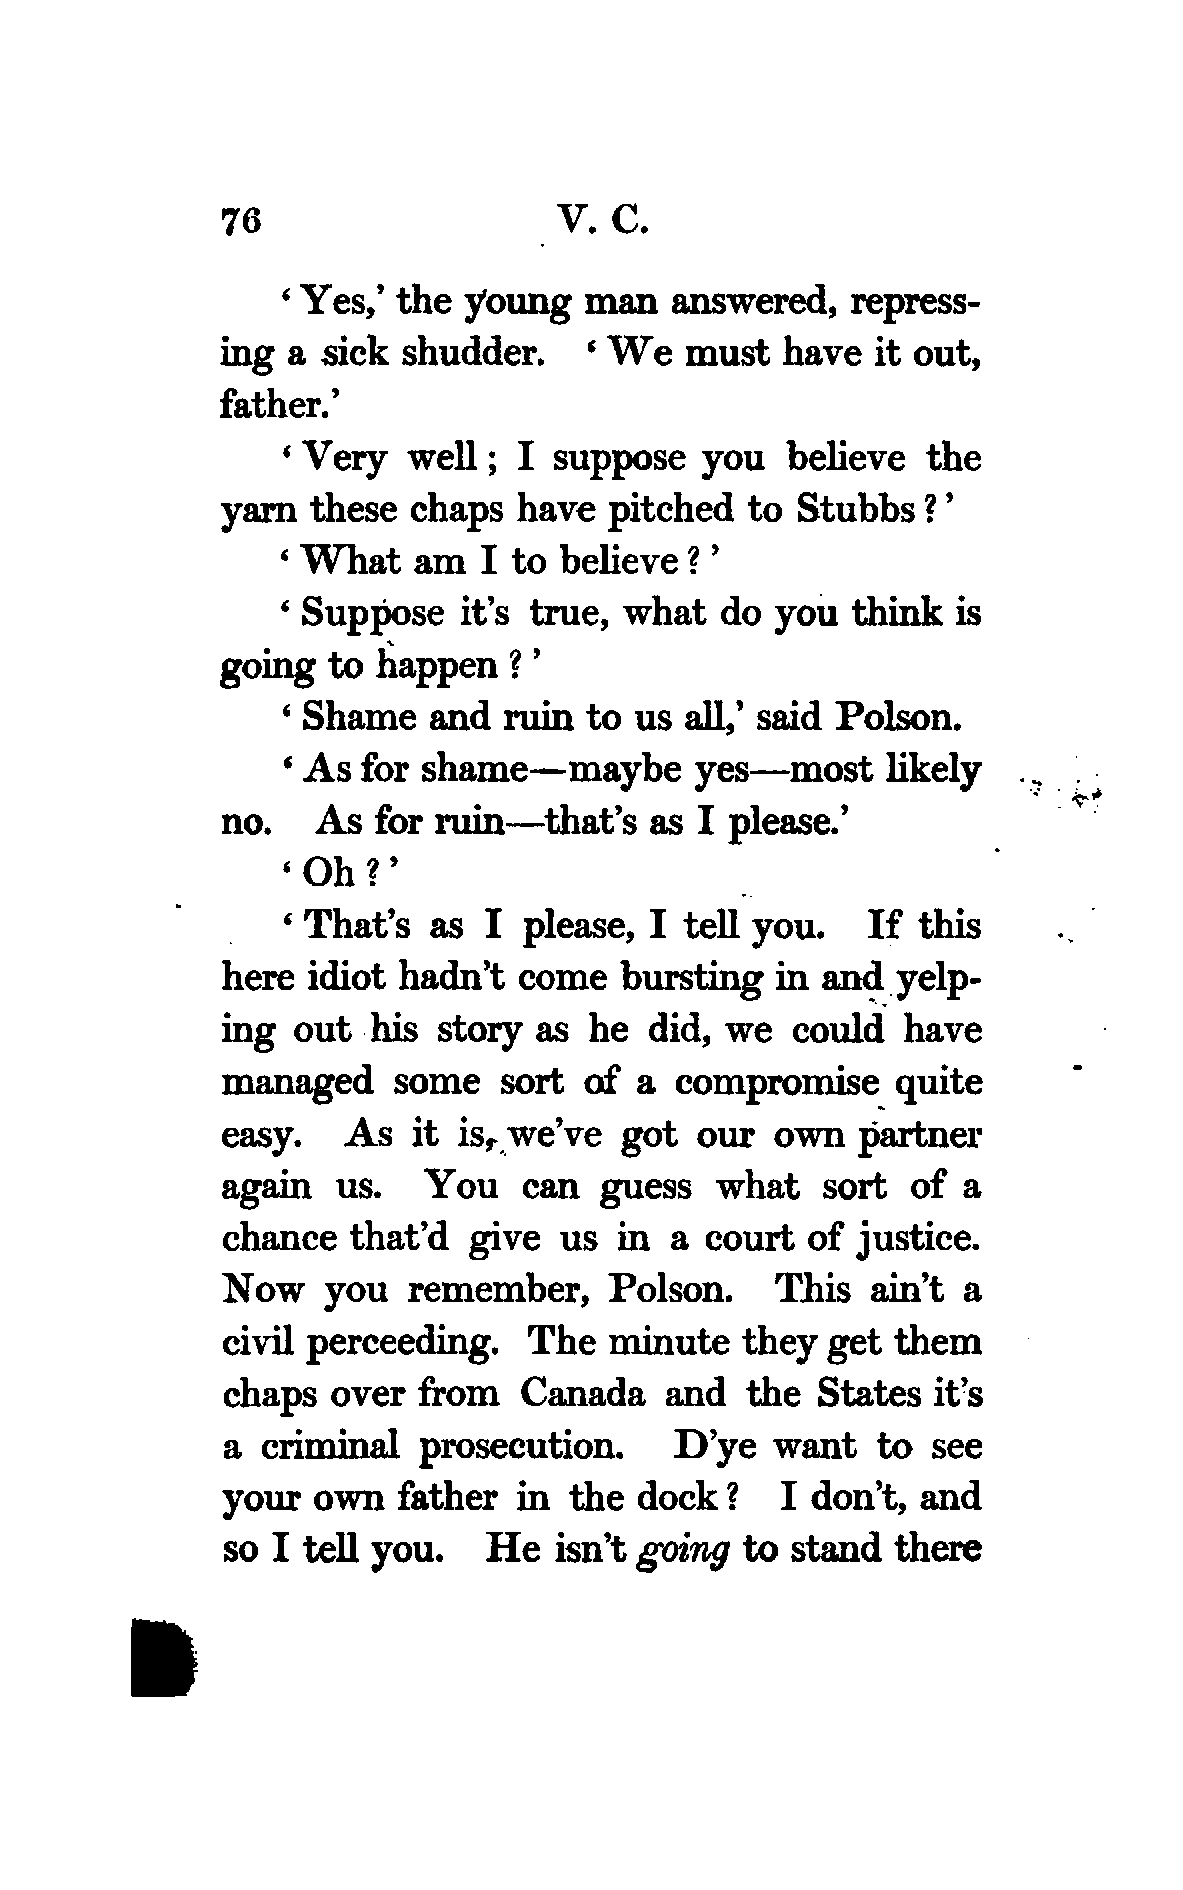 76 V. C.
‘Yes,’ the young man answered, repress-
ing a sick shudder. ‘We must have it out,
father.’
‘Very well; I suppose you believe the
yarn these chaps have pitched to Stubbs?’
‘What am I to believe?’
‘Suppose it’s true, what do you think is
going to happen?’
‘Shame and ruin to us all,’ said Polson.
‘As for shame—maybe yes—most likely
no. As for ruin—that’s as I please.’
‘Oh?’
‘That’s as I please, I tell you. If this
here idiot hadn’t come bursting in and yelp-
ing out his story as he did, we could have
managed some sort of a compromise quite
easy. As it is, we’ve got our own partner
again us. You can guess what sort of a
chance that’d give us in a court of justice.
Now you remember, Polson. This ain’t a
civil perceeding. The minute they get them
chaps over from Canada and the States it’s
a criminal prosecution. D’ye want to see
your own father in the dock? I don’t, and
so I tell you. He isn’t going to stand there